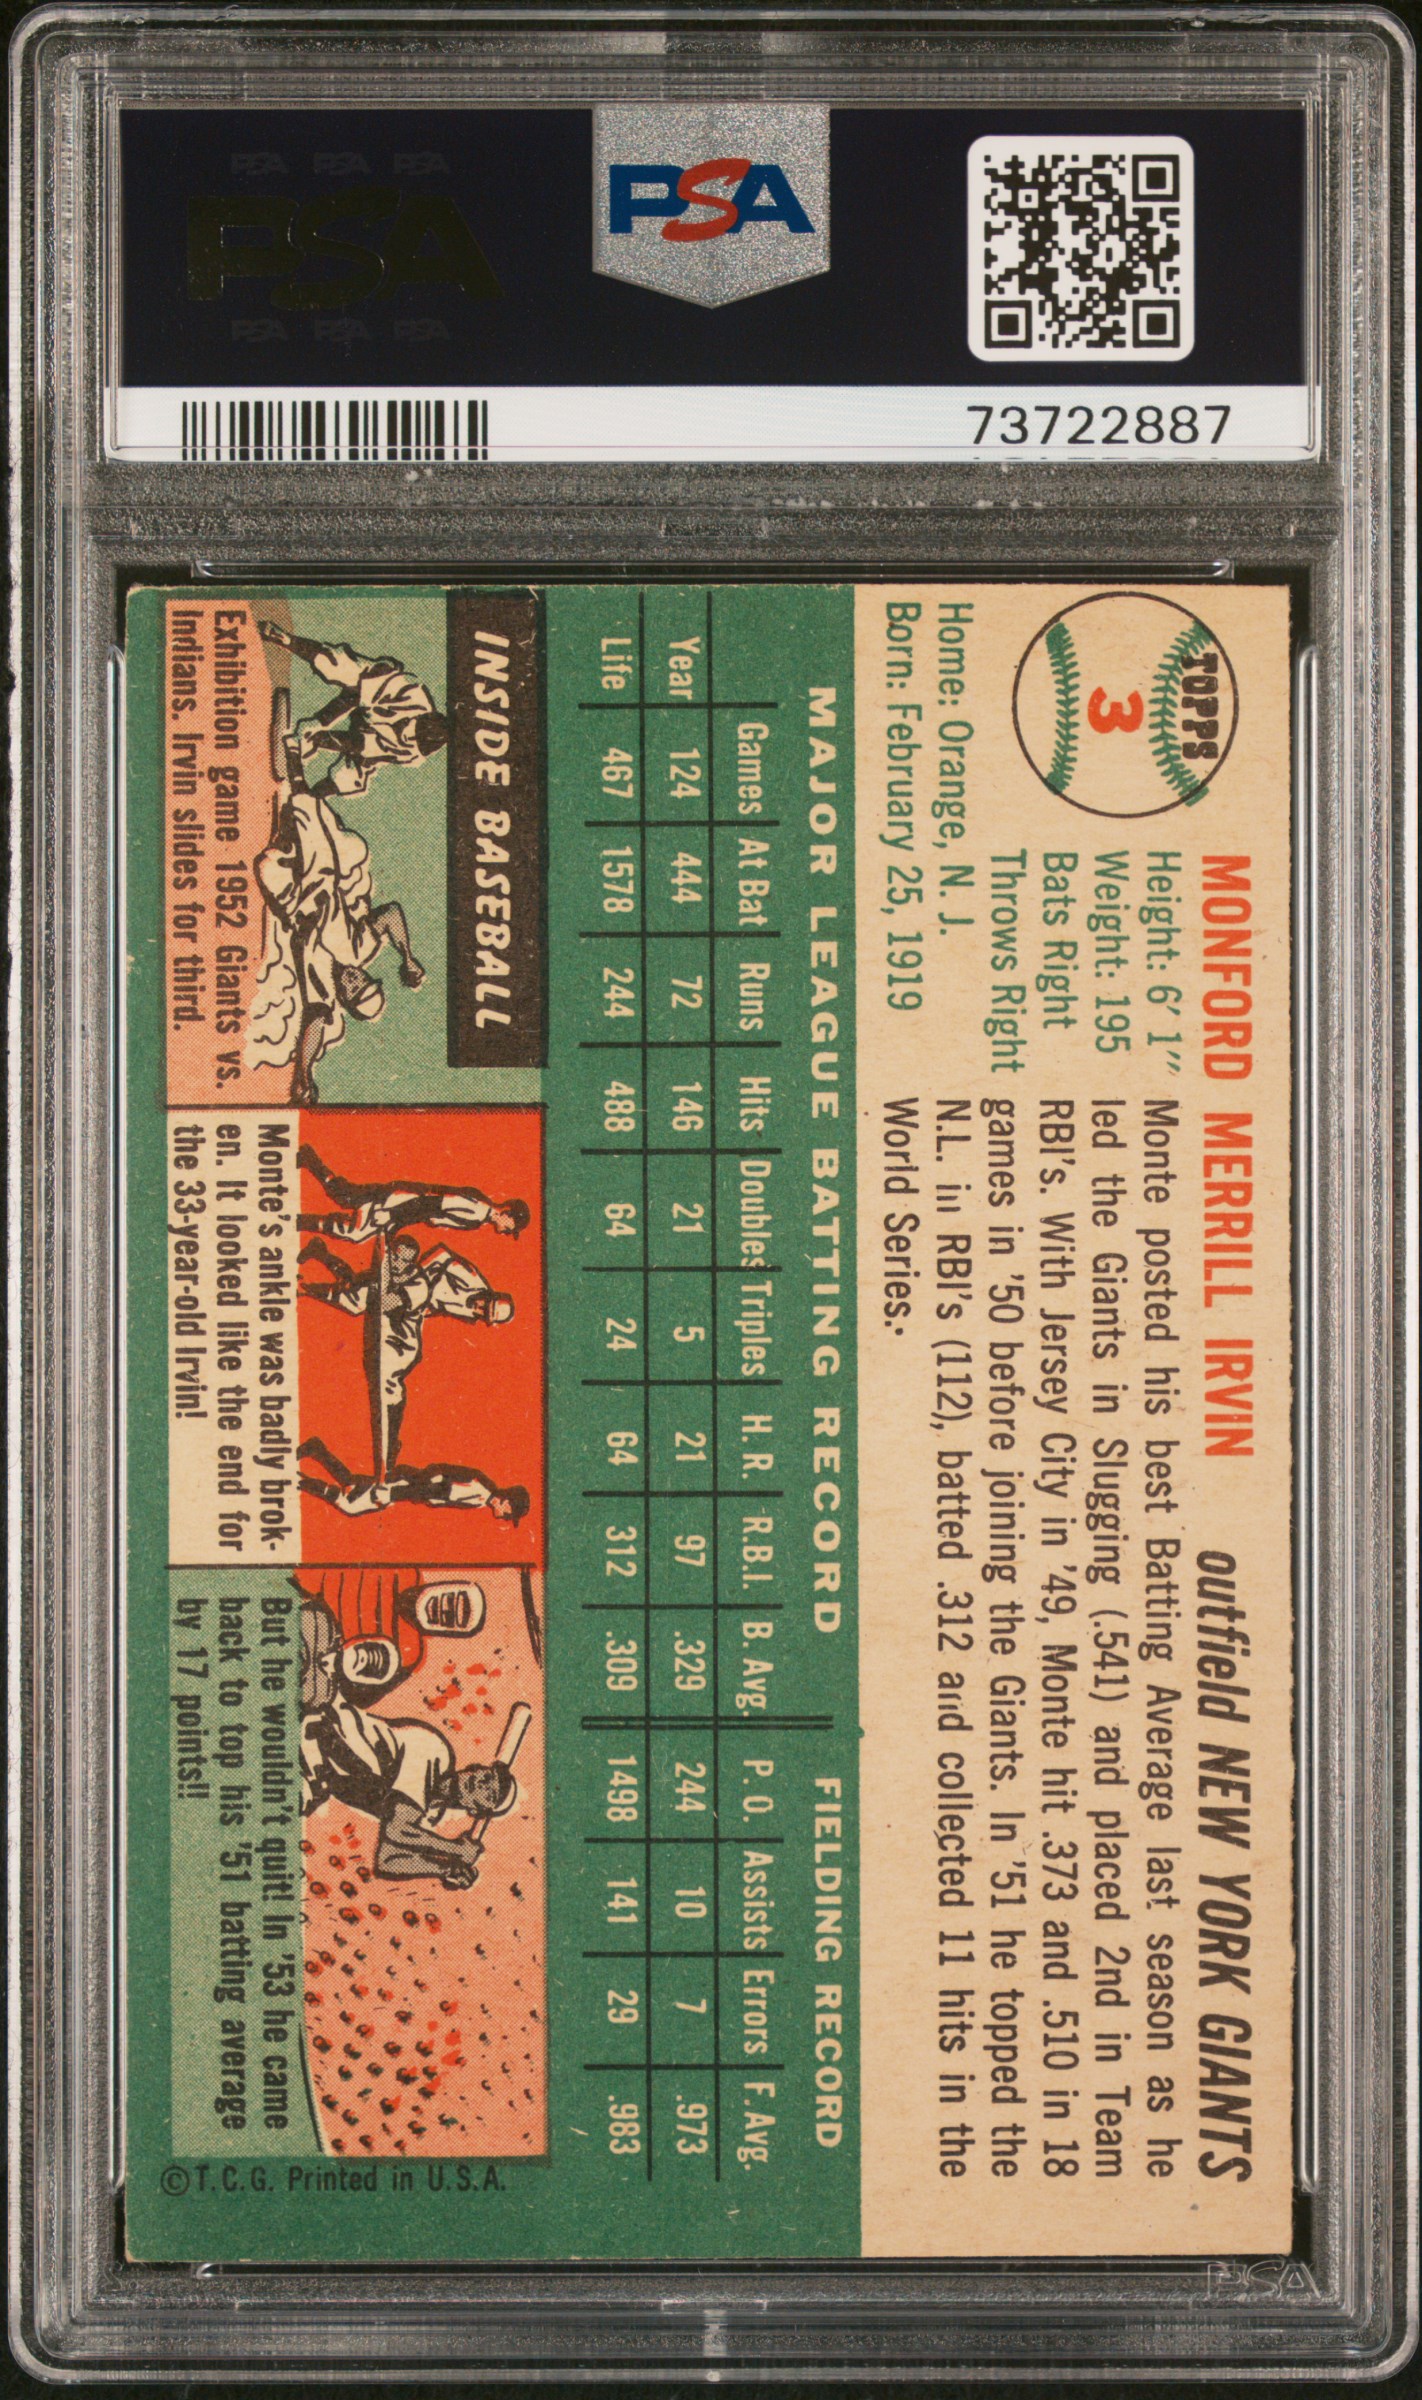 PSA PSA PSA
PSA
PSA PSA PSA
PSA
73722887
TOPPS
3
MONFORD MERRILL IRVIN
outfield NEW YORK GIANTS
Height: 6' 1"
Weight: 195
Bats Right
Throws Right
Home: Orange, N. J.
Born: February 25, 1919
Monte posted his best Batting Average last season as he
led the Giants in Slugging (.541) and placed 2nd in Team
RBI's. With Jersey City in '49, Monte hit .373 and .510 in 18
games in '50 before joining the Giants. In '51 he topped the
N.L. in RBI's (112), batted .312 and collected 11 hits in the
World Series.
MAJOR LEAGUE BATTING RECORD
FIELDING RECORD
Games At Bat Runs Hits Doubles Triples H. R. R.B.I. B. Avg. P. O. Assists Errors F. Avg.
Year 124 444 72 146 21 5 21 97 .329 244 10 7 .973
Life 467 1578 244 488 64 24 64 312 .309 1498 141 29 .983
INSIDE BASEBALL
Exhibition game 1952 Giants vs.
Indians. Irvin slides for third.
Monte's ankle was badly brok-
en. It looked like the end for
the 33-year-old Irvin!
But he wouldn't quit! In '53 he came
back to top his '51 batting average
by 17 points!!
© T. C. G. Printed in U. S. A.
PSA